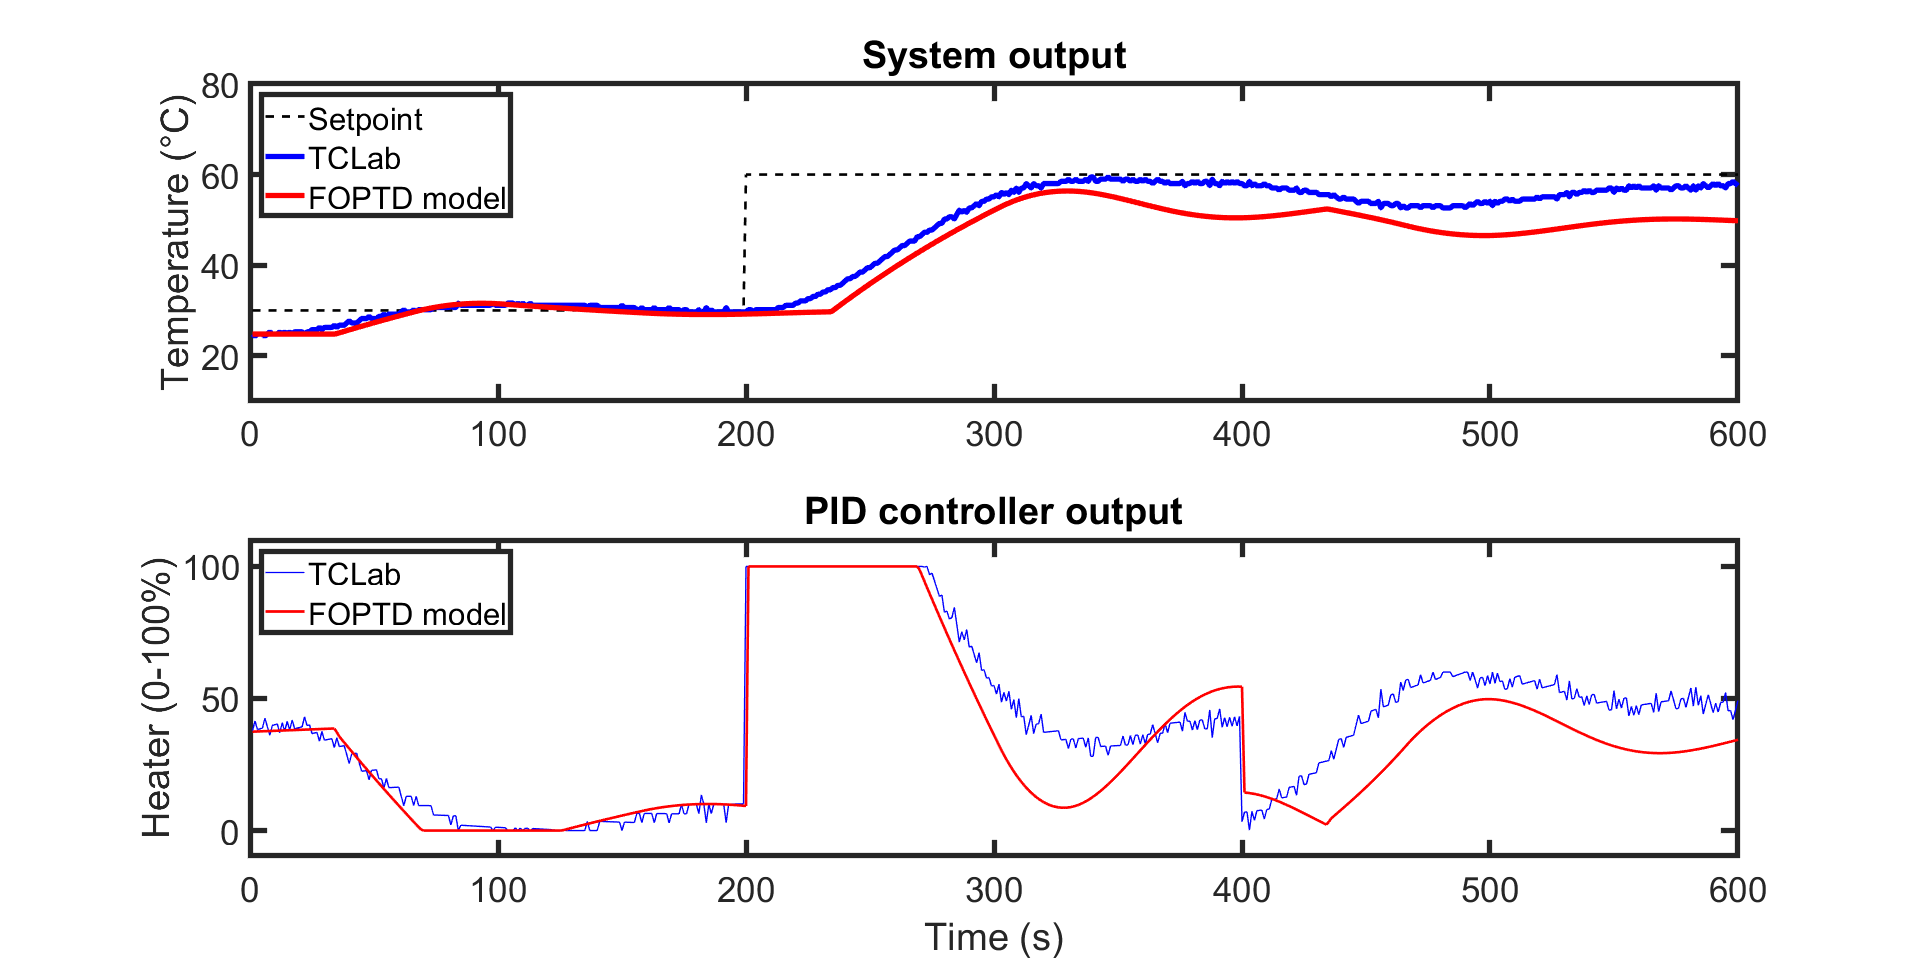 System output
Temperature (°C)
80
60
40
20
Setpoint
TCLab
FOPTD model
0 100 200 300 400 500 600
PID controller output
Heater (0-100%)
100
50
0
TCLab
FOPTD model
0 100 200 300 400 500 600
Time (s)